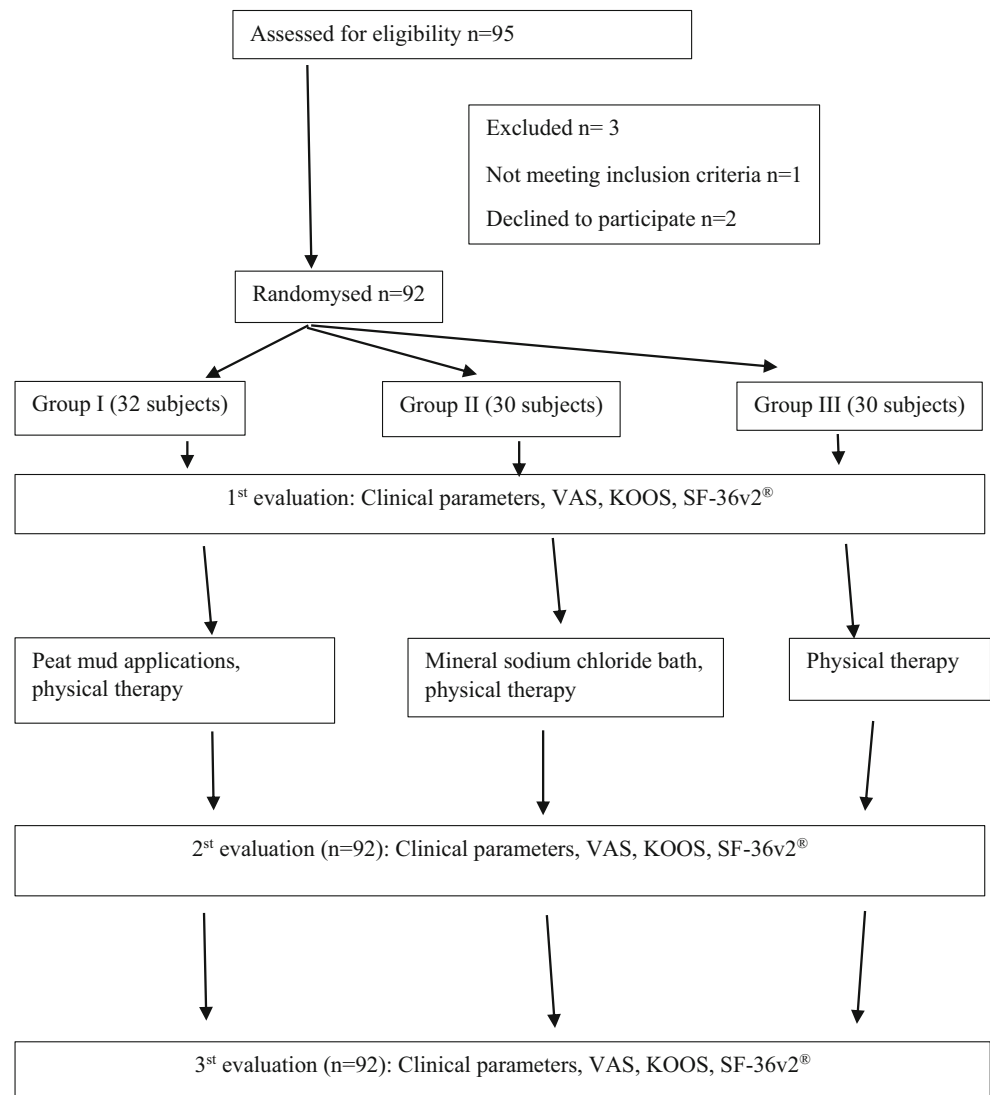 Assessed for eligibility n=95
Excluded n= 3
Not meeting inclusion criteria n=1
Declined to participate n=2
Randomysed n=92
Group I (32 subjects)
Group II (30 subjects)
Group III (30 subjects)
1st evaluation: Clinical parameters, VAS, KOOS, SF-36v2®
Peat mud applications,
physical therapy
Mineral sodium chloride bath,
physical therapy
Physical therapy
2st evaluation (n=92): Clinical parameters, VAS, KOOS, SF-36v2®
3st evaluation (n=92): Clinical parameters, VAS, KOOS, SF-36v2®